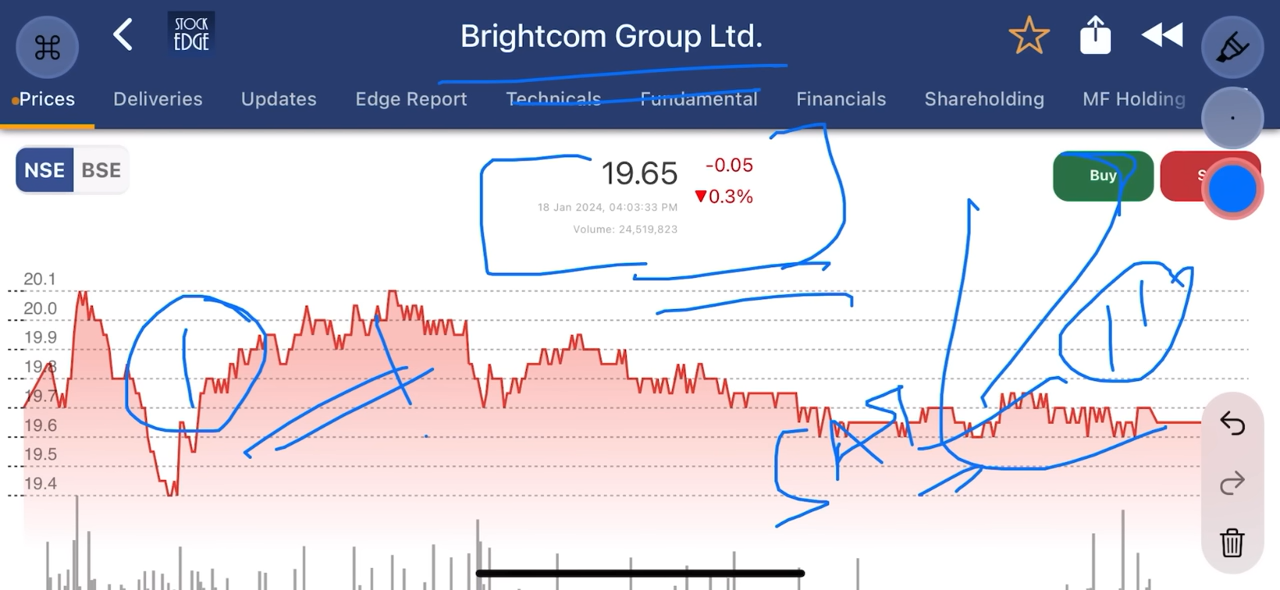 STOCK EDGE
Brightcom Group Ltd.
Prices Deliveries Updates Edge Report Technicals Fundamental Financials Shareholding MF Holding
NSE BSE
19.65 -0.05
▼0.3%
18 Jan 2024, 04:03:33 PM
Volume: 24,519,823
Buy S
20.1
20.0
19.9
19.8
19.7
19.6
19.5
19.4